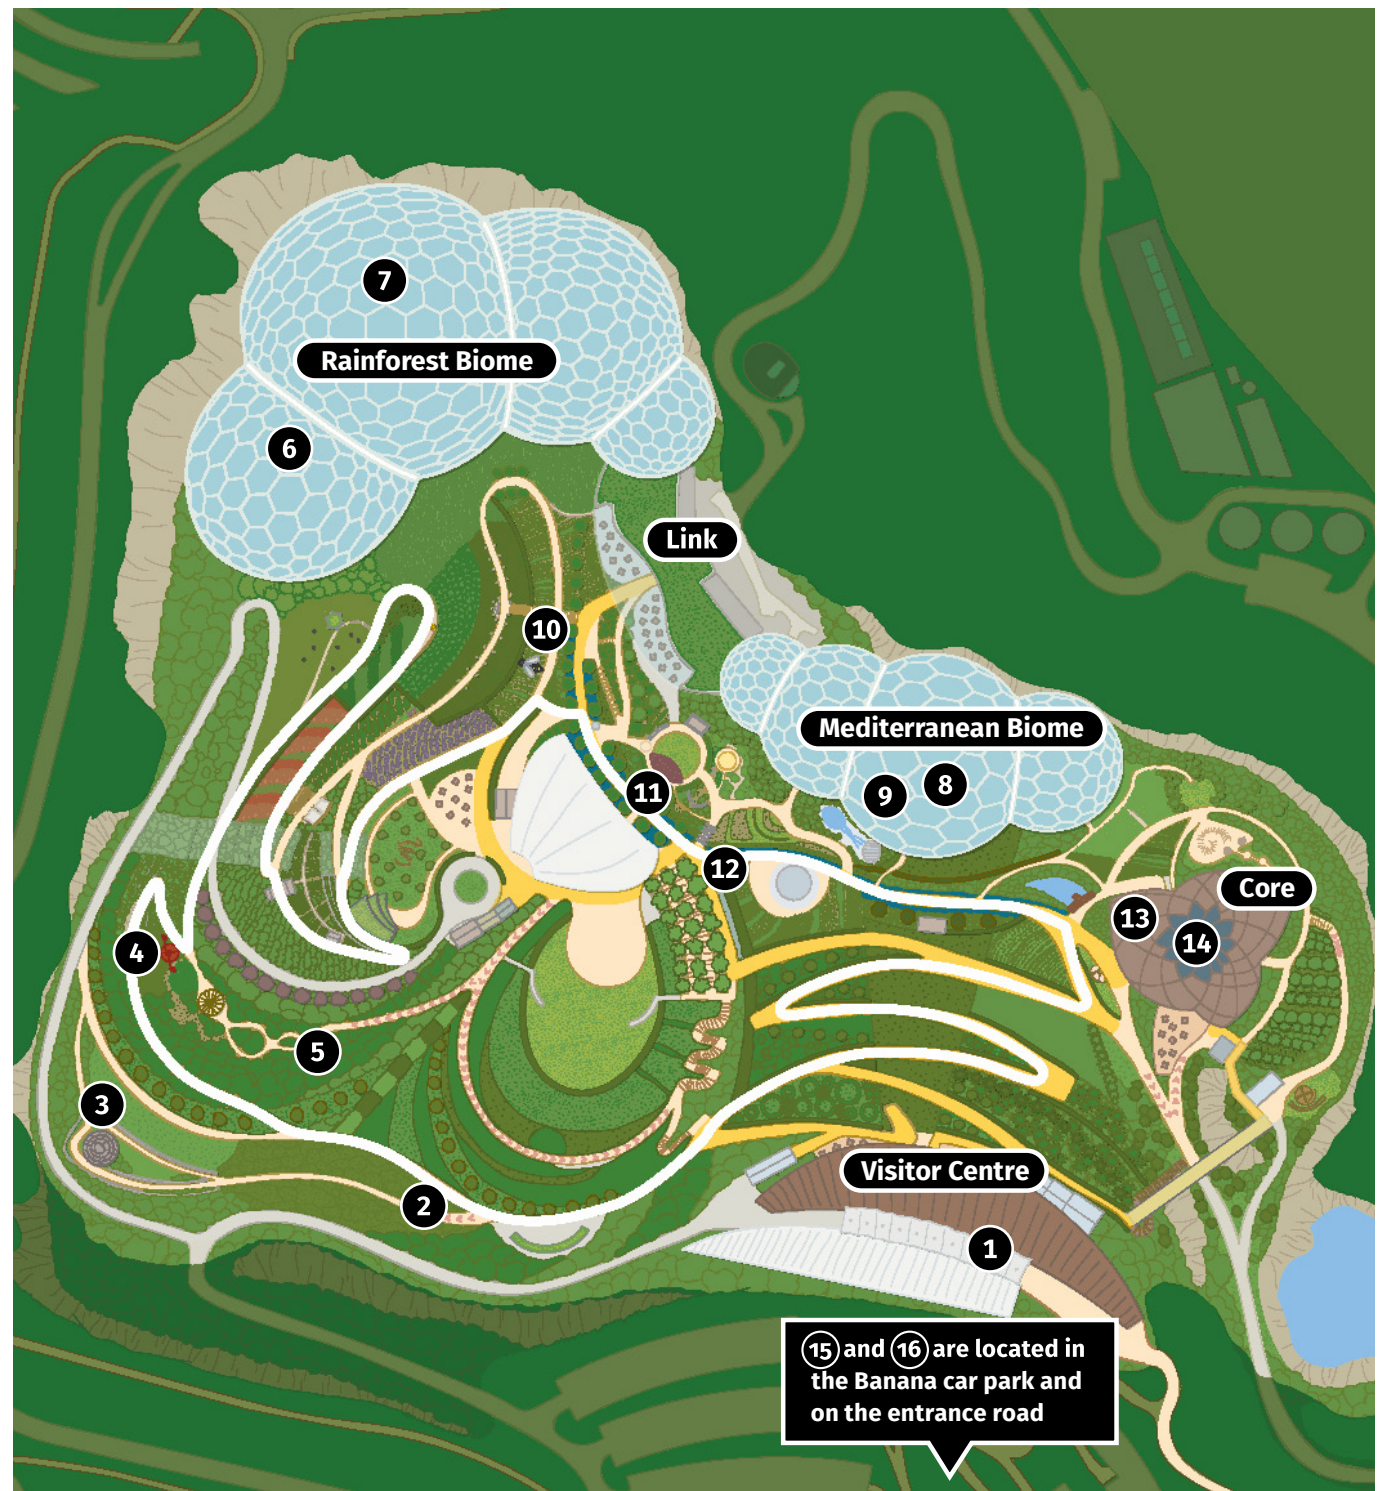 7
Rainforest Biome
6
Link
10
Mediterranean Biome
11
9
8
12
Core
13
14
4
5
3
2
Visitor Centre
1
15 and 16 are located in
the Banana car park and
on the entrance road